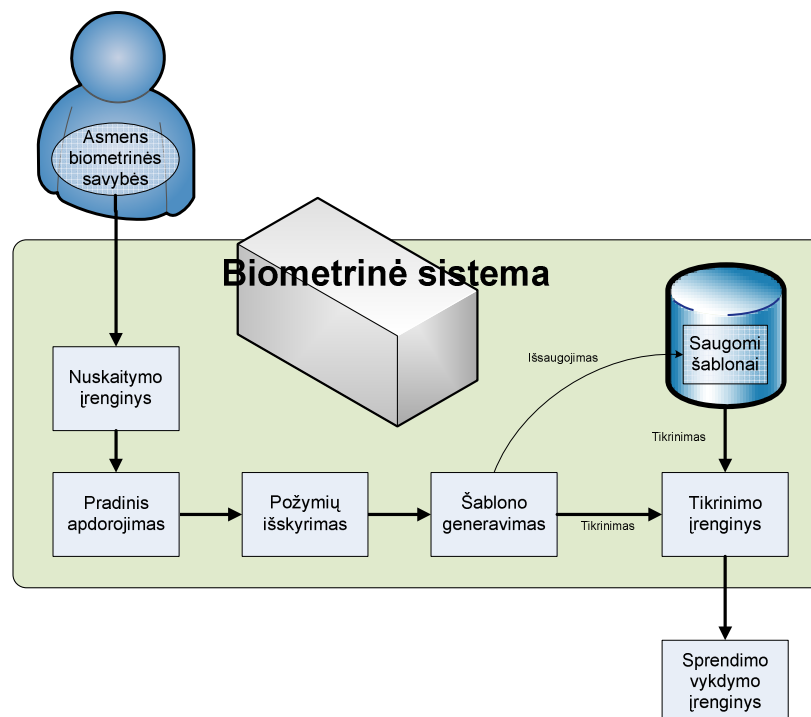 Asmens
biometrinės
savybės
Biometrinė sistema
Saugomi
šablonai
Išsaugojimas
Nuskaitymo
įrenginys
Tikrinimas
Pradinis
apdorojimas
Požymių
išskyrimas
Šablono
generavimas
Tikrinimas
Tikrinimo
įrenginys
Sprendimo
vykdymo
įrenginys